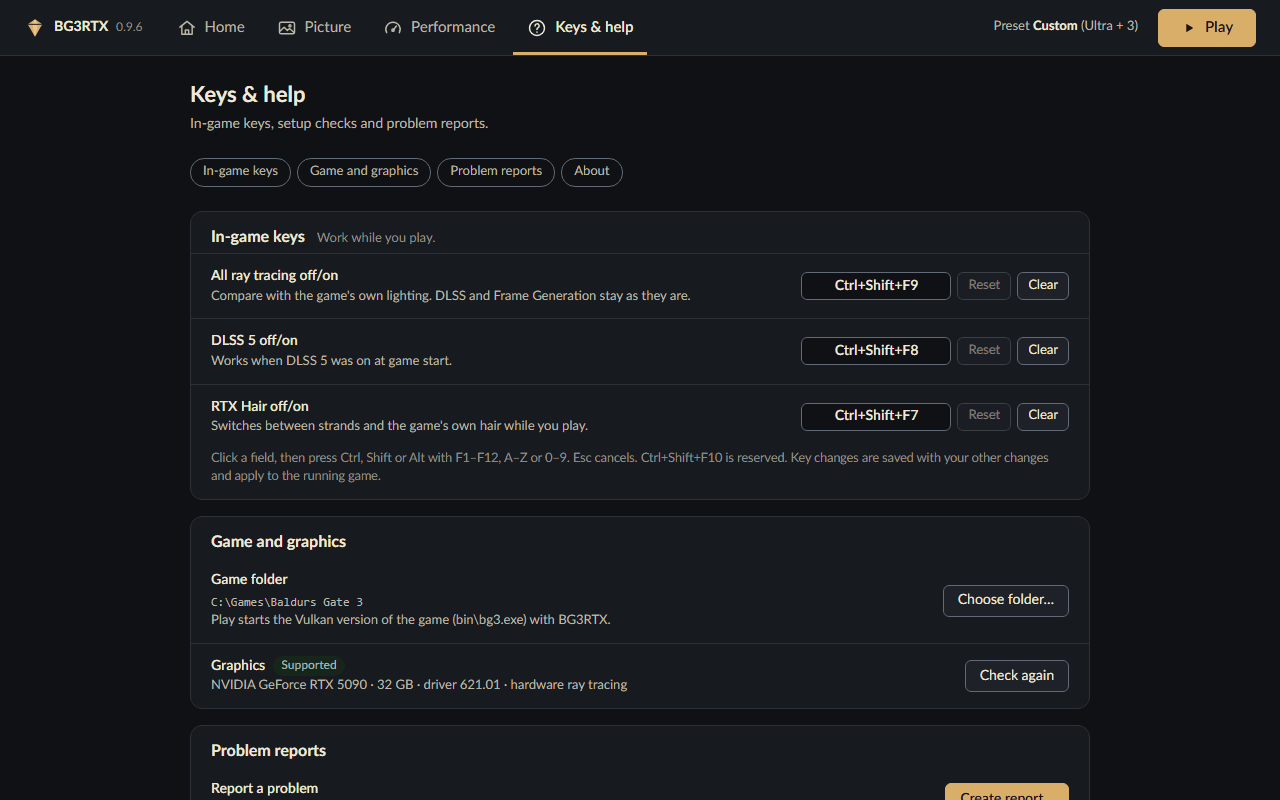 BG3RTX 0.9.6 Home Picture Performance Keys & help Preset Custom (Ultra + 3) Play
Keys & help
In-game keys, setup checks and problem reports.
In-game keys Game and graphics Problem reports About
In-game keys Work while you play.
All ray tracing off/on
Compare with the game's own lighting. DLSS and Frame Generation stay as they are.
Ctrl+Shift+F9 Reset Clear
DLSS 5 off/on
Works when DLSS 5 was on at game start.
Ctrl+Shift+F8 Reset Clear
RTX Hair off/on
Switches between strands and the game's own hair while you play.
Ctrl+Shift+F7 Reset Clear
Click a field, then press Ctrl, Shift or Alt with F1–F12, A–Z or 0–9. Esc cancels. Ctrl+Shift+F10 is reserved. Key changes are saved with your other changes
and apply to the running game.
Game and graphics
Game folder
C:\Games\Baldurs Gate 3
Play starts the Vulkan version of the game (bin\bg3.exe) with BG3RTX.
Choose folder...
Graphics Supported
NVIDIA GeForce RTX 5090 · 32 GB · driver 621.01 · hardware ray tracing
Check again
Problem reports
Report a problem
Create report...